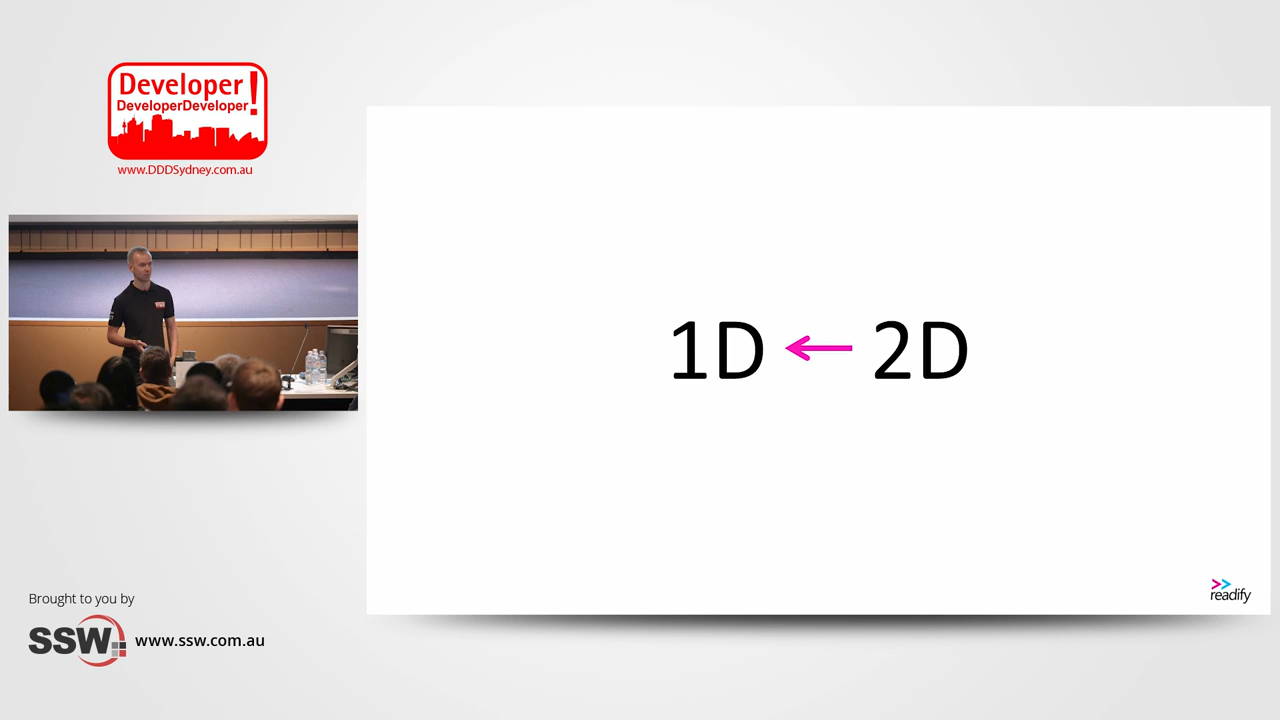 Developer!
DeveloperDeveloper
www.DDDSydney.com.au
1D ← 2D
readify
Brought to you by
SSW www.ssw.com.au